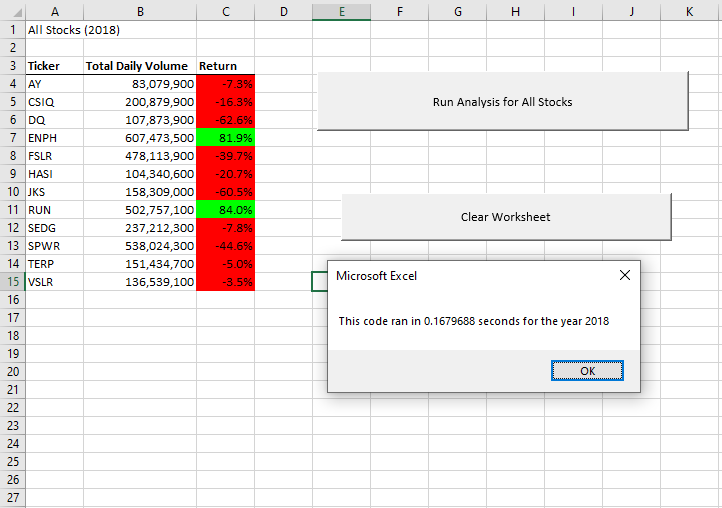 A B C D E F G H I J K
1 All Stocks (2018)
2
3 Ticker Total Daily Volume Return
4 AY 83,079,900 -7.3%
5 CSIQ 200,879,900 -16.3%
6 DQ 107,873,900 -62.6%
7 ENPH 607,473,500 81.9%
8 FSLR 478,113,900 -39.7%
9 HASI 104,340,600 -20.7%
10 JKS 158,309,000 -60.5%
11 RUN 502,757,100 84.0%
12 SEDG 237,212,300 -7.8%
13 SPWR 538,024,300 -44.6%
14 TERP 151,434,700 -5.0%
15 VSLR 136,539,100 -3.5%
16
17
18
19
20
21
22
23
24
25
26
27
Run Analysis for All Stocks
Clear Worksheet
Microsoft Excel
This code ran in 0.1679688 seconds for the year 2018
OK